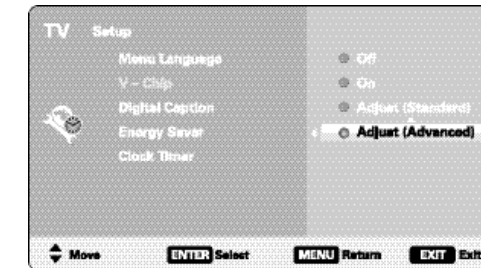 TV Setup
Menu Language
Off
V - Chip
On
Digital Caption
Adjust (Standard)
Energy Saver
Adjust (Advanced)
Clock Timer
Move ENTER Select MENU Return EXIT Exit